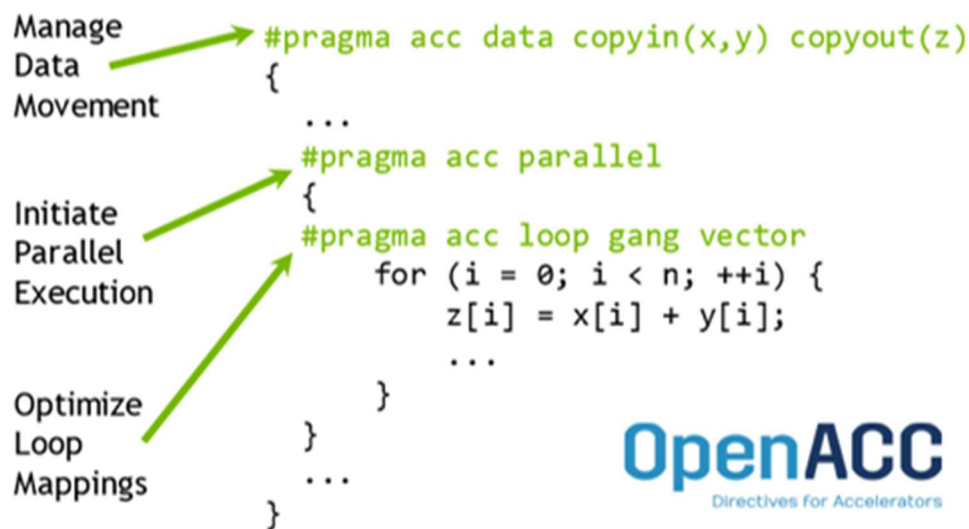 Manage
Data
Movement
#pragma acc data copyin(x,y) copyout(z)
{
...
#pragma acc parallel
{
Initiate
Parallel
Execution
#pragma acc loop gang vector
for (i = 0; i < n; ++i) {
z[i] = x[i] + y[i];
...
}
Optimize
Loop
Mappings
}
...
}
OpenACC
Directives for Accelerators